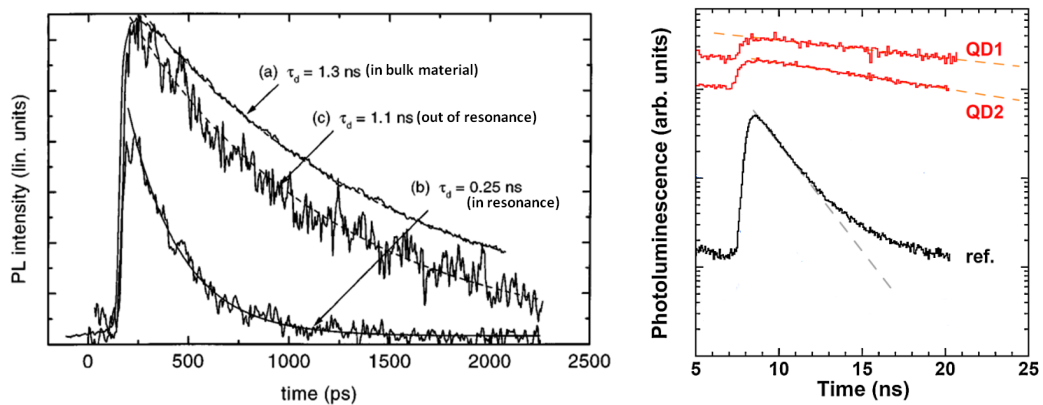 PL intensity (lin. units)
(a) τd = 1.3 ns (in bulk material)
(c) τd = 1.1 ns (out of resonance)
(b) τd = 0.25 ns
(in resonance)
0 500 1000 1500 2000 2500
time (ps)
Photoluminescence (arb. units)
QD1
QD2
ref.
5 10 15 20 25
Time (ns)